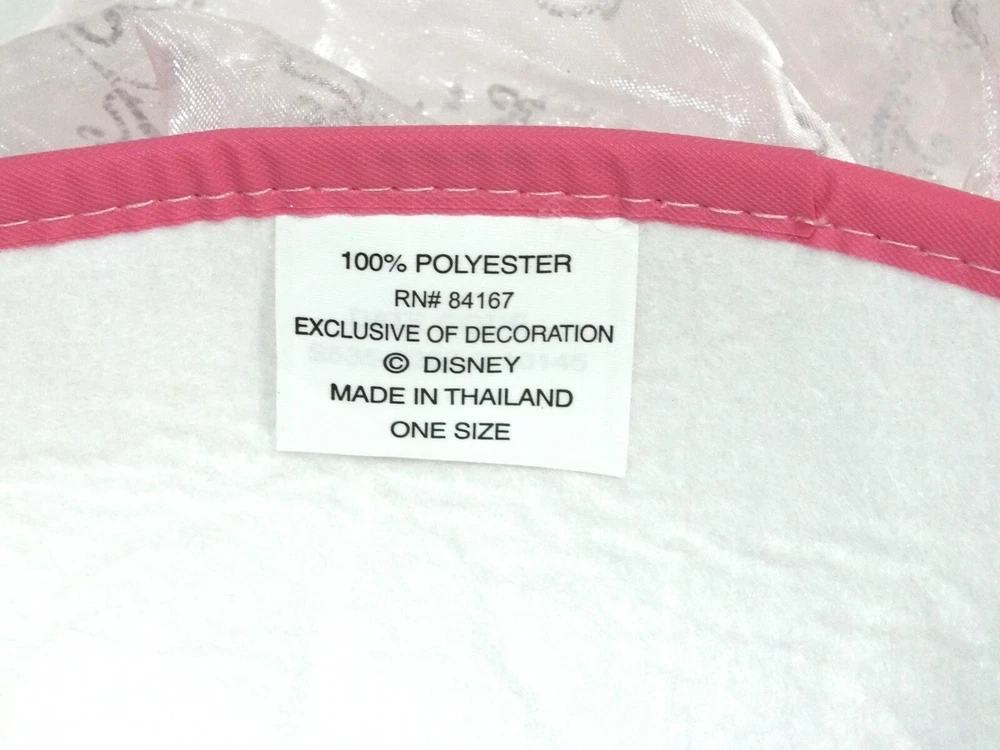 100% POLYESTER
RN# 84167
EXCLUSIVE OF DECORATION
© DISNEY
MADE IN THAILAND
ONE SIZE